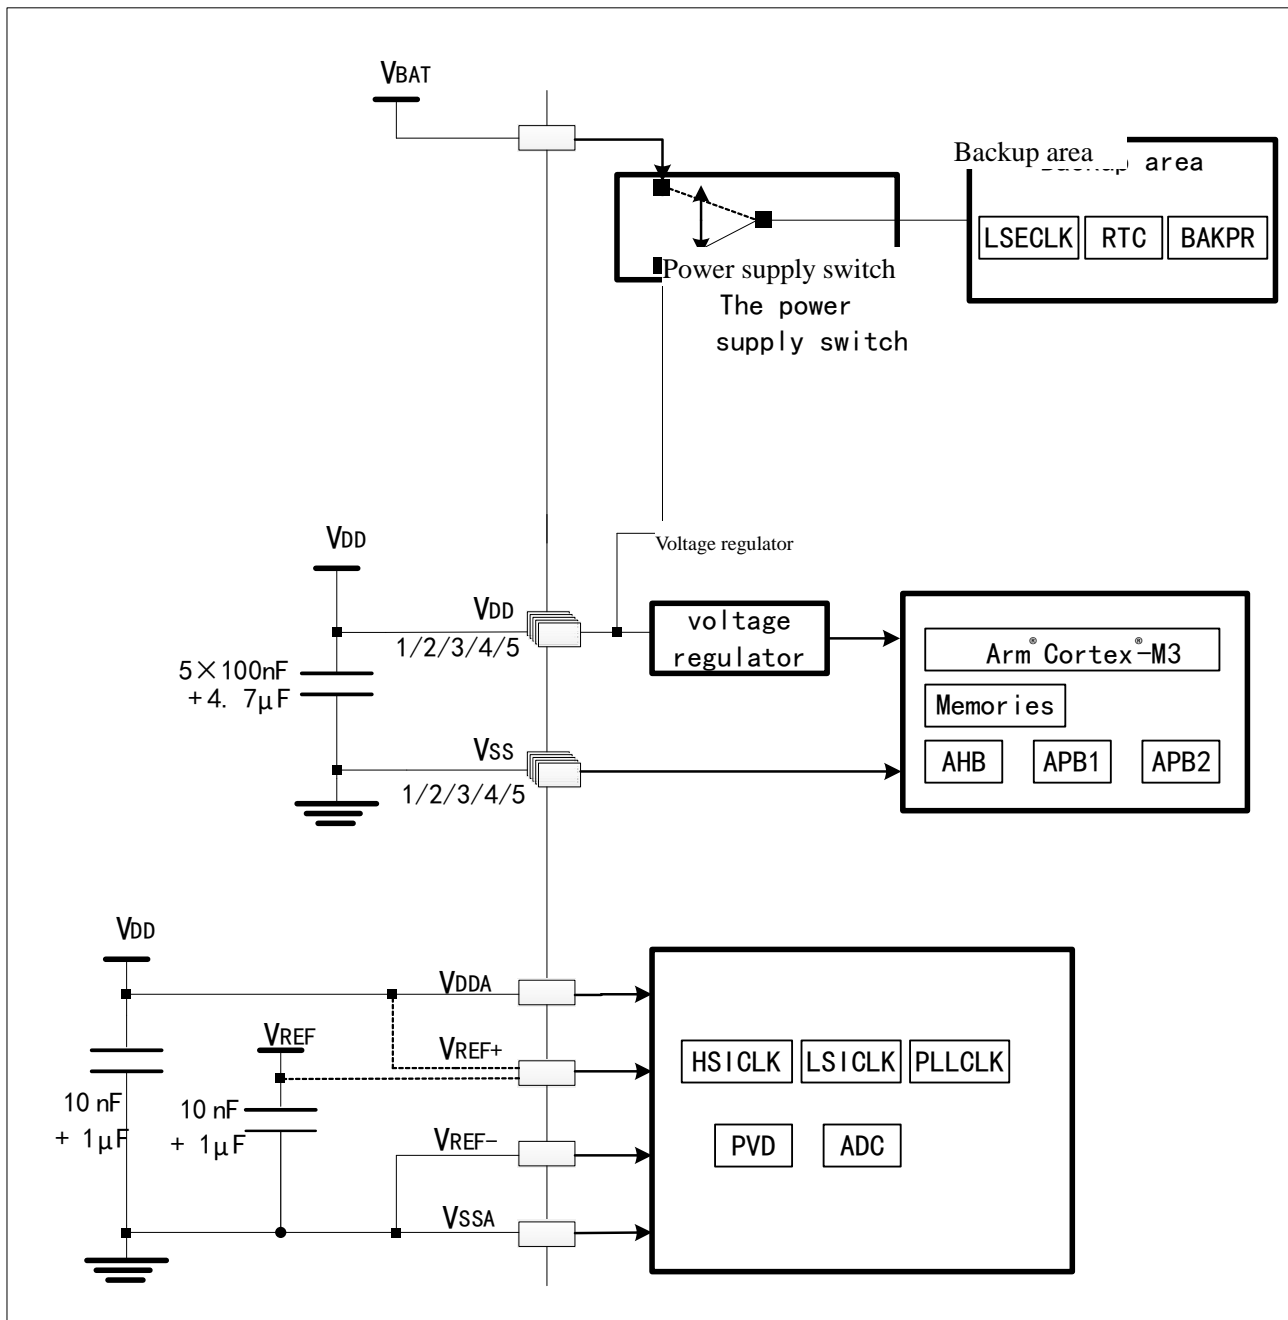 VBAT
Backup area
Backup area
LSECLK RTC BAKPR
Power supply switch
The power
supply switch
VDD
Voltage regulator
VDD
1/2/3/4/5
voltage
regulator
Arm® Cortex®-M3
5×100nF
+4. 7μF
Memories
VSS
1/2/3/4/5
AHB APB1 APB2
VDD
VDDA
VREF
VREF+
HSICLK LSICLK PLLCLK
10 nF
+ 1μF
10 nF
+ 1μF
VREF-
PVD ADC
VSSA